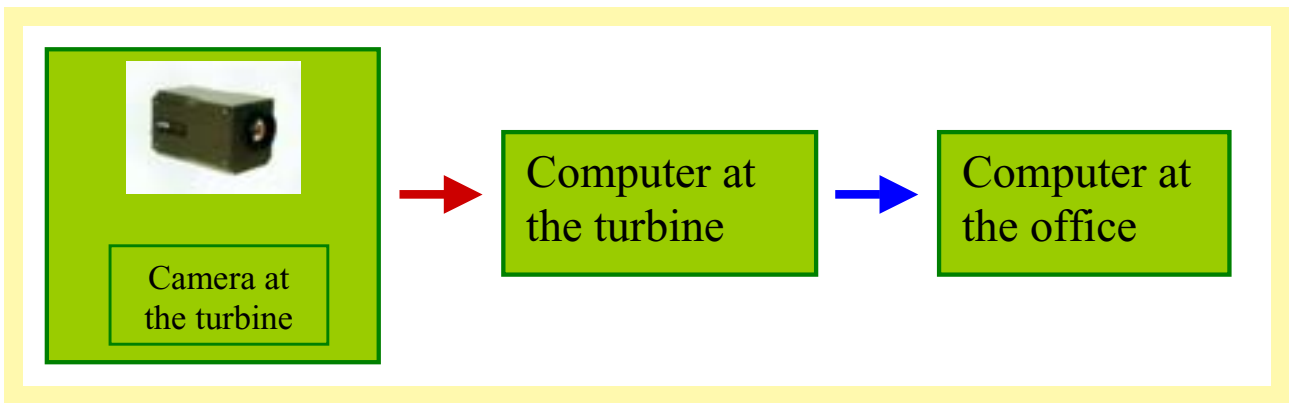 Camera at
the turbine
Computer at
the turbine
Computer at
the office